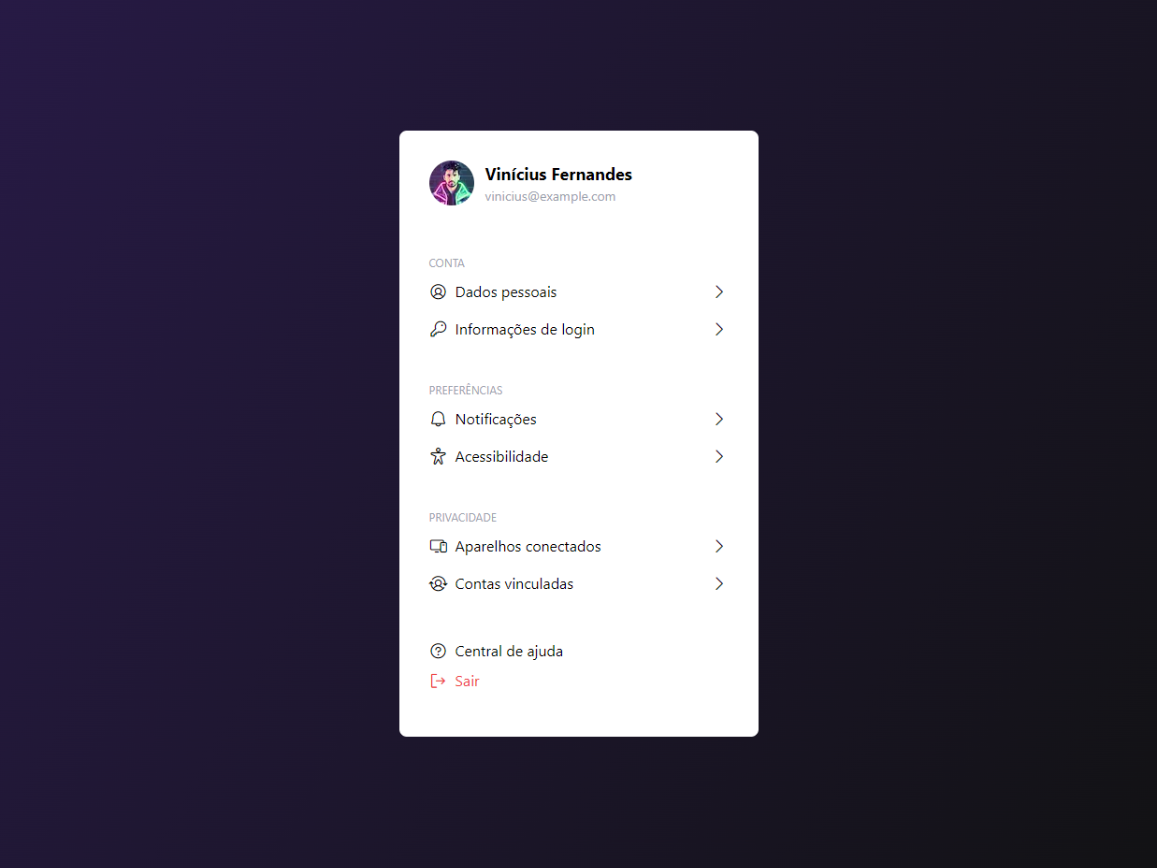 Vinícius Fernandes
vinicius@example.com
CONTA
Dados pessoais
Informações de login
PREFERÊNCIAS
Notificações
Acessibilidade
PRIVACIDADE
Aparelhos conectados
Contas vinculadas
Central de ajuda
Sair